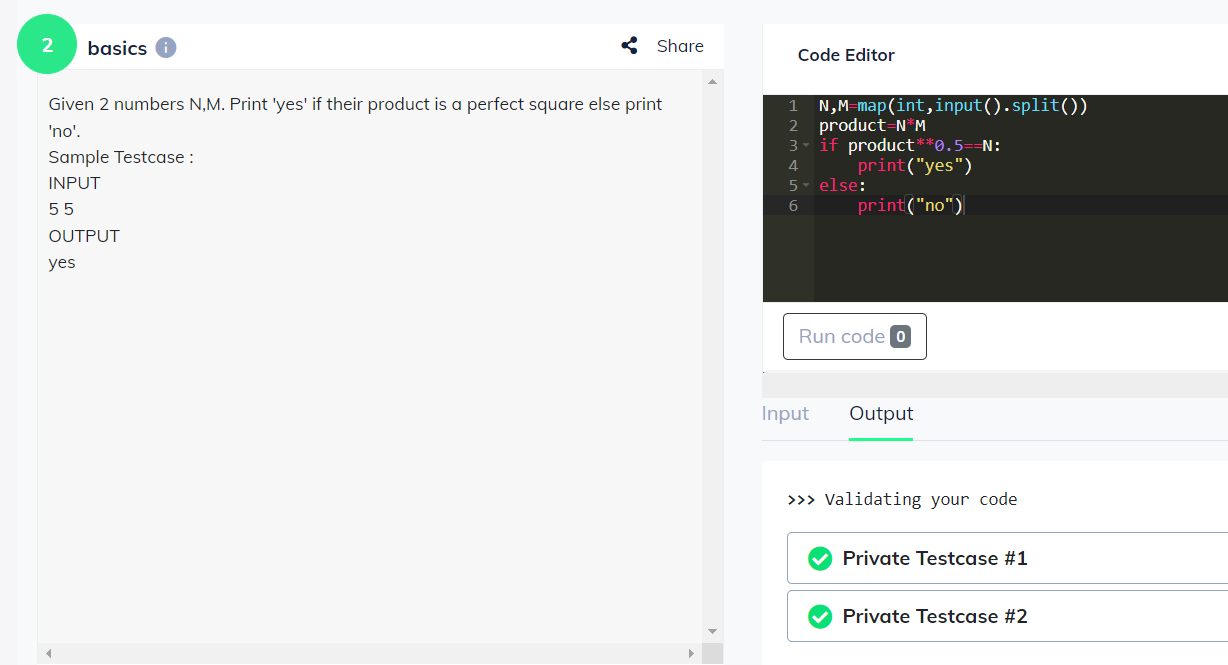 2
basics
Share
Given 2 numbers N,M. Print 'yes' if their product is a perfect square else print
'no'.
Sample Testcase :
INPUT
5 5
OUTPUT
yes
Code Editor
1 N,M=map(int,input().split())
2 product=N*M
3 if product**0.5==N:
4     print("yes")
5 else:
6     print("no")
Run code 0
Input Output
>>> Validating your code
Private Testcase #1
Private Testcase #2